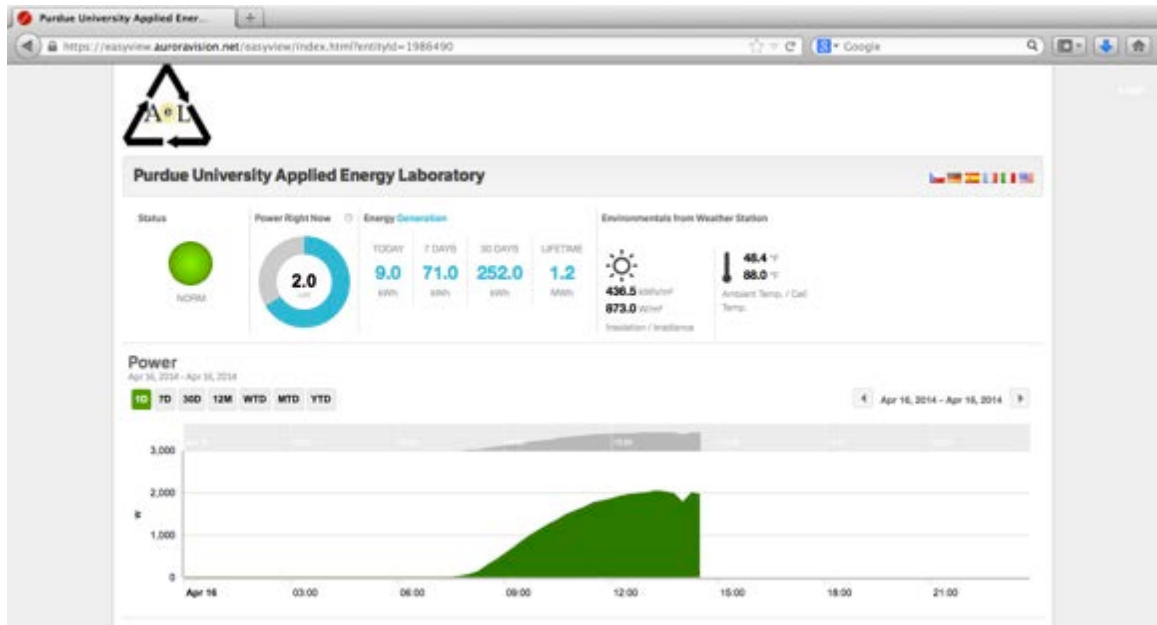 Purdue University Applied Ener...
https://easyview.auroravision.net/easyview/index.html?entityId=1986490
Google
AeL
Purdue University Applied Energy Laboratory
Status
Power Right Now
Energy Generation
Environmentals from Weather Station
TODAY 7 DAYS 30 DAYS LIFETIME
2.0
9.0 71.0 252.0 1.2
kWh kWh kWh MWh
NORM
48.4 °F
88.0 °F
436.5 kWh/m²
873.0 W/m²
Ambient Temp. / Cell
Temp.
Insolation / Irradiance
Power
Apr 16, 2014 - Apr 16, 2014
1D 7D 30D 12M WTD MTD YTD
Apr 16, 2014 - Apr 16, 2014
3,000
2,000
W
1,000
0
Apr 16 03:00 06:00 09:00 12:00 15:00 18:00 21:00